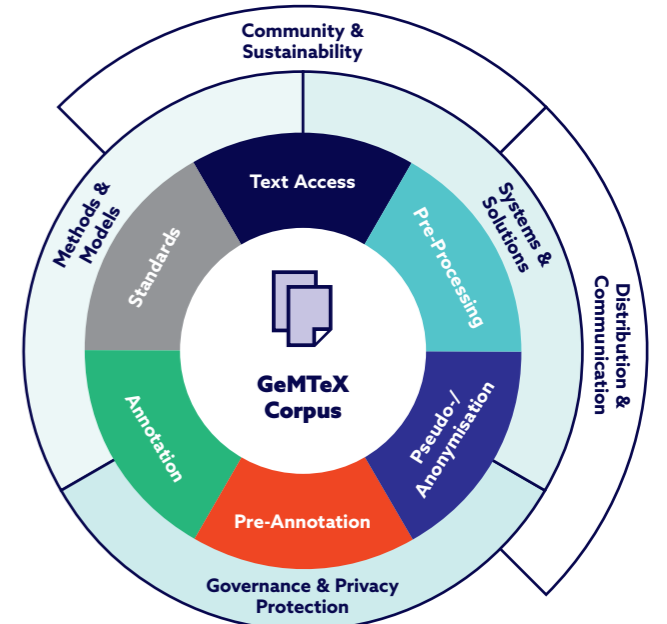 Community &
Sustainability
Text Access
Methods &
Models
Systems &
Solutions
Standards
Pre-Processing
Distribution &
Communication
GeMTeX
Corpus
Annotation
Pseudo-/
Anonymisation
Pre-Annotation
Governance & Privacy
Protection